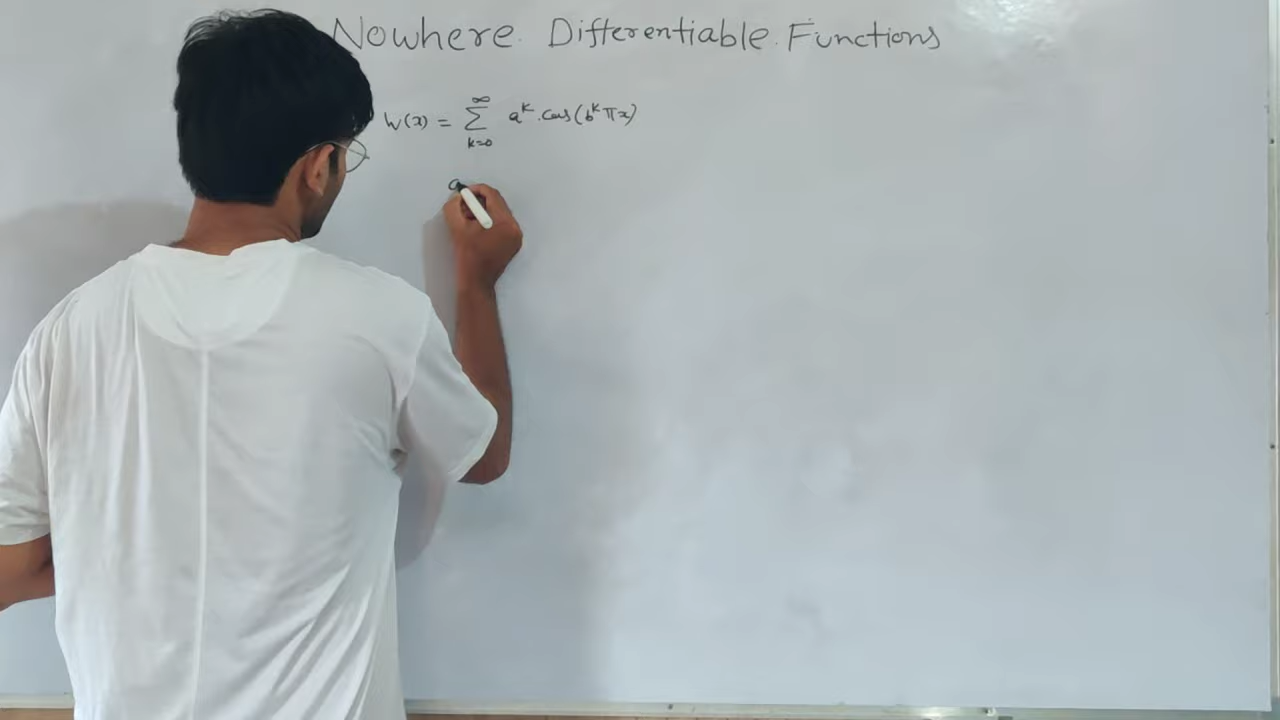 Nowhere Differentiable Functions
W(x) = ∑_{k=0}^{∞} a^k . cos(b^k πx)
a